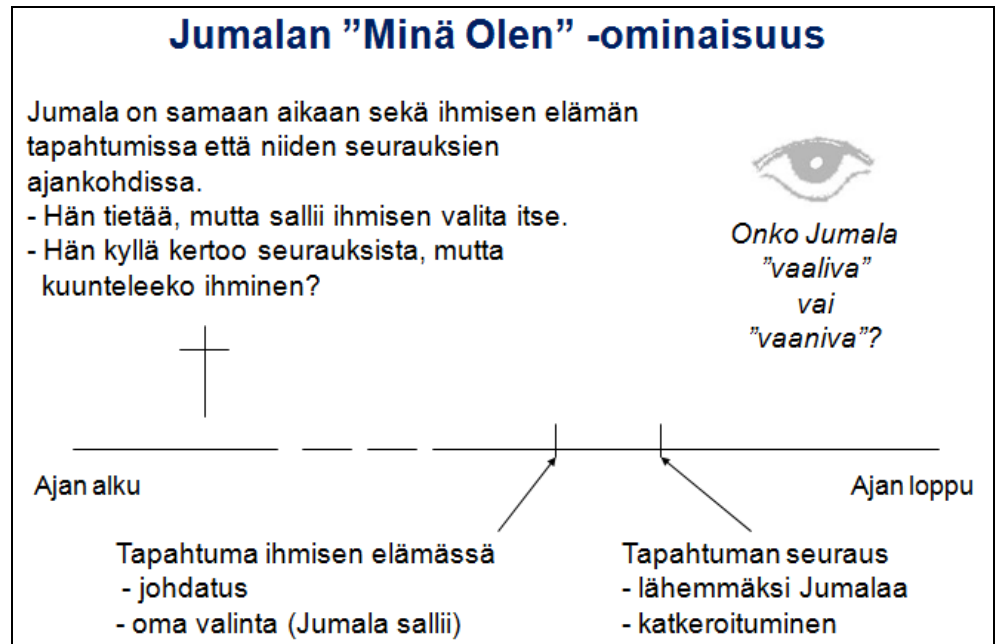 Jumalan ”Minä Olen” -ominaisuus
Jumala on samaan aikaan sekä ihmisen elämän
tapahtumissa että niiden seurauksien
ajankohdissa.
- Hän tietää, mutta sallii ihmisen valita itse.
- Hän kyllä kertoo seurauksista, mutta
kuunteleeko ihminen?
Onko Jumala
”vaaliva”
vai
”vaaniva”?
Ajan alku
Ajan loppu
Tapahtuma ihmisen elämässä
- johdatus
- oma valinta (Jumala sallii)
Tapahtuman seuraus
- lähemmäksi Jumalaa
- katkeroituminen